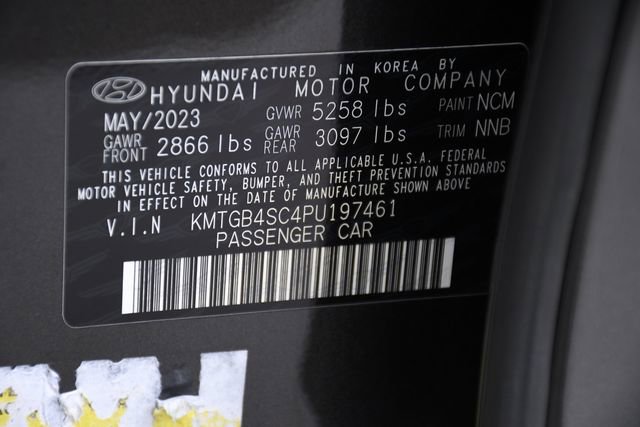 MANUFACTURED IN KOREA BY
HYUNDAI MOTOR COMPANY
MAY/2023 GVWR 5258 lbs PAINT NCM
GAWR FRONT 2866 lbs GAWR REAR 3097 lbs TRIM NNB
THIS VEHICLE CONFORMS TO ALL APPLICABLE U.S.A. FEDERAL
MOTOR VEHICLE SAFETY, BUMPER, AND THEFT PREVENTION STANDARDS
IN EFFECT ON THE DATE OF MANUFACTURE SHOWN ABOVE
V.I.N KMTGB4SC4PU197461
PASSENGER CAR